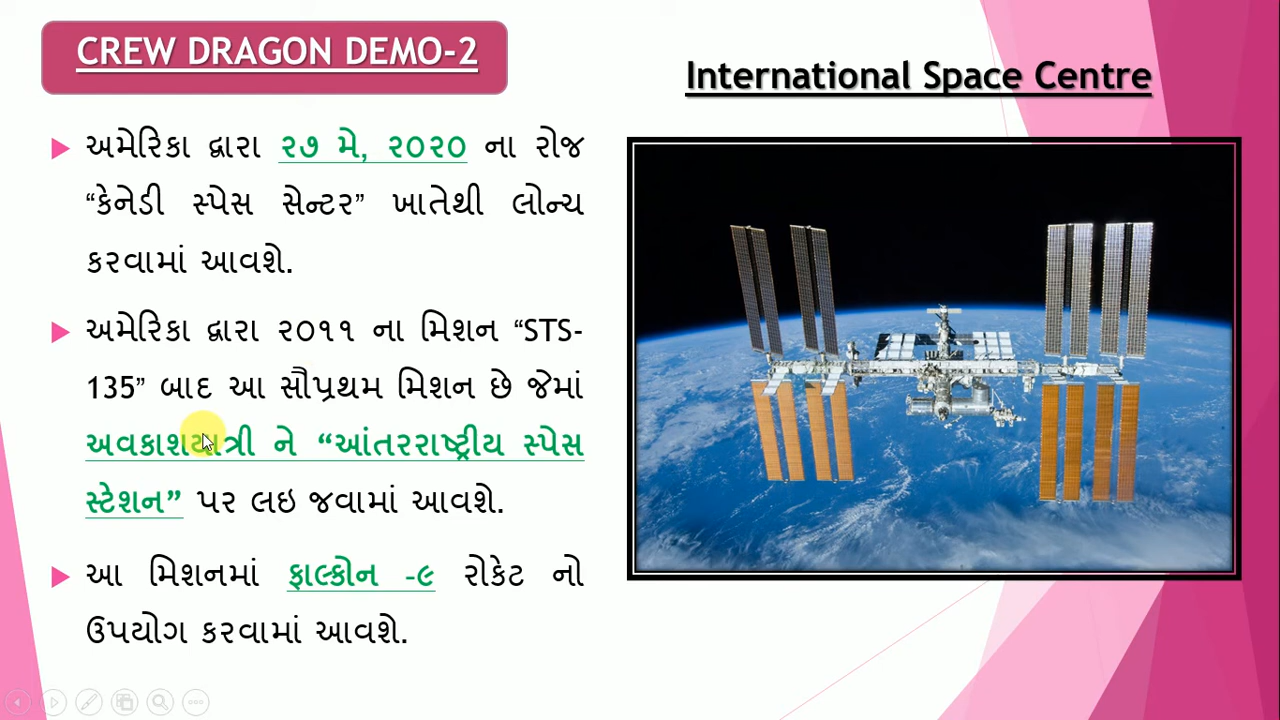 CREW DRAGON DEMO-2
International Space Centre
અમેરિકા દ્વારા ૨૭ મે, ૨૦૨૦ ના રોજ
“કેનેડી સ્પેસ સેન્ટર” ખાતેથી લોન્ચ
કરવામાં આવશે.
અમેરિકા દ્વારા ૨૦૧૧ ના મિશન “STS-
135” બાદ આ સૌપ્રથમ મિશન છે જેમાં
અવકાશયાત્રી ને “આંતરરાષ્ટ્રીય સ્પેસ
સ્ટેશન” પર લઇ જવામાં આવશે.
આ મિશનમાં ફાલ્કોન -૯ રોકેટ નો
ઉપયોગ કરવામાં આવશે.